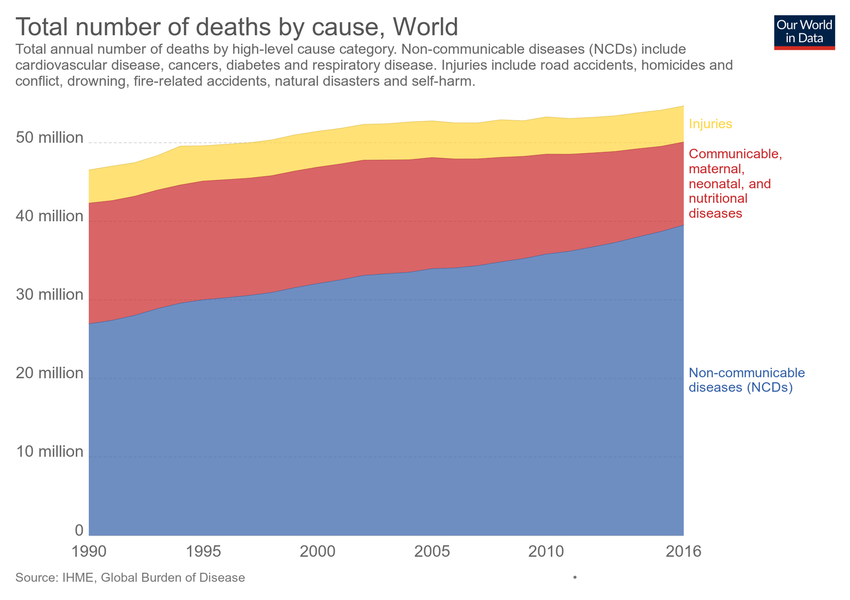 Total number of deaths by cause, World
Our World
in Data
Total annual number of deaths by high-level cause category. Non-communicable diseases (NCDs) include
cardiovascular disease, cancers, diabetes and respiratory disease. Injuries include road accidents, homicides and
conflict, drowning, fire-related accidents, natural disasters and self-harm.
Injuries
50 million
Communicable,
maternal,
neonatal, and
nutritional
diseases
40 million
30 million
20 million
Non-communicable
diseases (NCDs)
10 million
0
1990 1995 2000 2005 2010 2016
Source: IHME, Global Burden of Disease
•